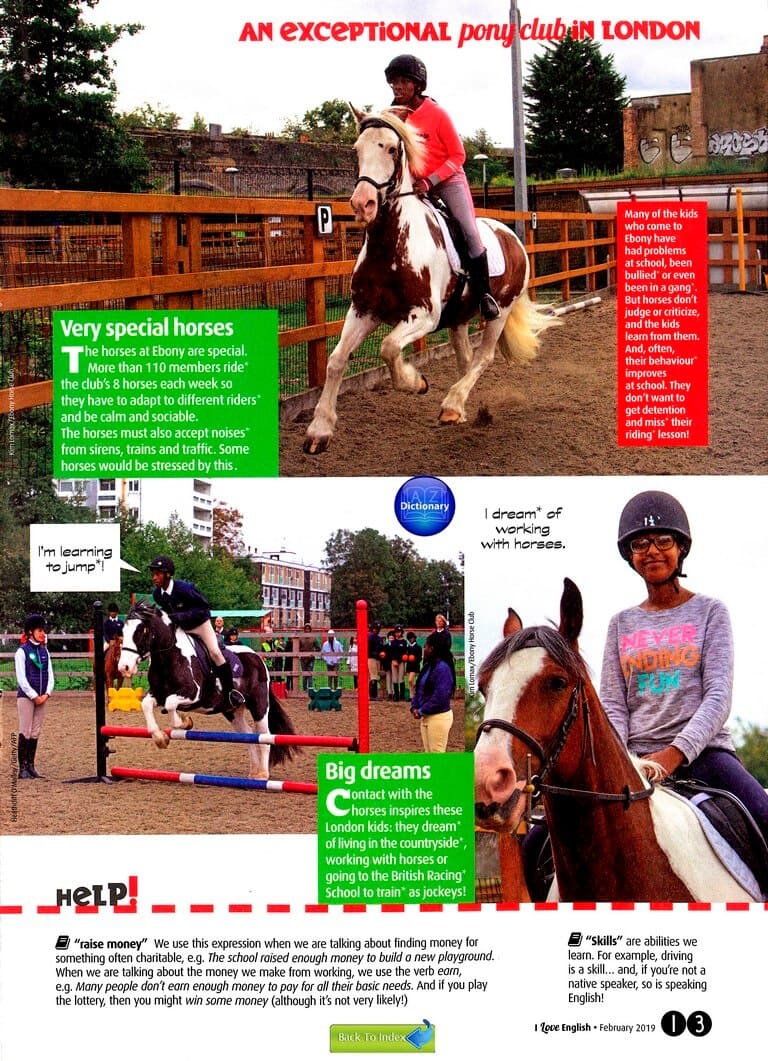 AN EXCEPTIONAL pony club IN LONDON
P
Many of the kids
who come to
Ebony have
had problems
at school, been
bullied* or even
been in a gang*.
But horses don't
judge or criticize,
and the kids
learn from them.
And, often,
their behaviour*
improves
at school. They
don't want to
get detention
and miss* their
riding* lesson!
Very special horses
The horses at Ebony are special.
More than 110 members ride*
the club's 8 horses each week so
they have to adapt to different riders*
and be calm and sociable.
The horses must also accept noises*
from sirens, trains and traffic. Some
horses would be stressed by this.
Kim Lomax/Ebony Horse Club
A-Z
Dictionary
I'm learning
to jump*!
I dream* of
working
with horses.
Kim Lomax/Ebony Horse Club
NEVER
ENDING
FUN
Big dreams
Contact with the
horses inspires these
London kids: they dream*
of living in the countryside*,
working with horses or
going to the British Racing*
School to train* as jockeys!
HELP!
"raise money" We use this expression when we are talking about finding money for
something often charitable, e.g. The school raised enough money to build a new playground.
When we are talking about the money we make from working, we use the verb earn,
e.g. Many people don't earn enough money to pay for all their basic needs. And if you play
the lottery, then you might win some money (although it's not very likely!)
"Skills" are abilities we
learn. For example, driving
is a skill... and, if you're not a
native speaker, so is speaking
English!
I Love English • February 2019 13
Back To Index